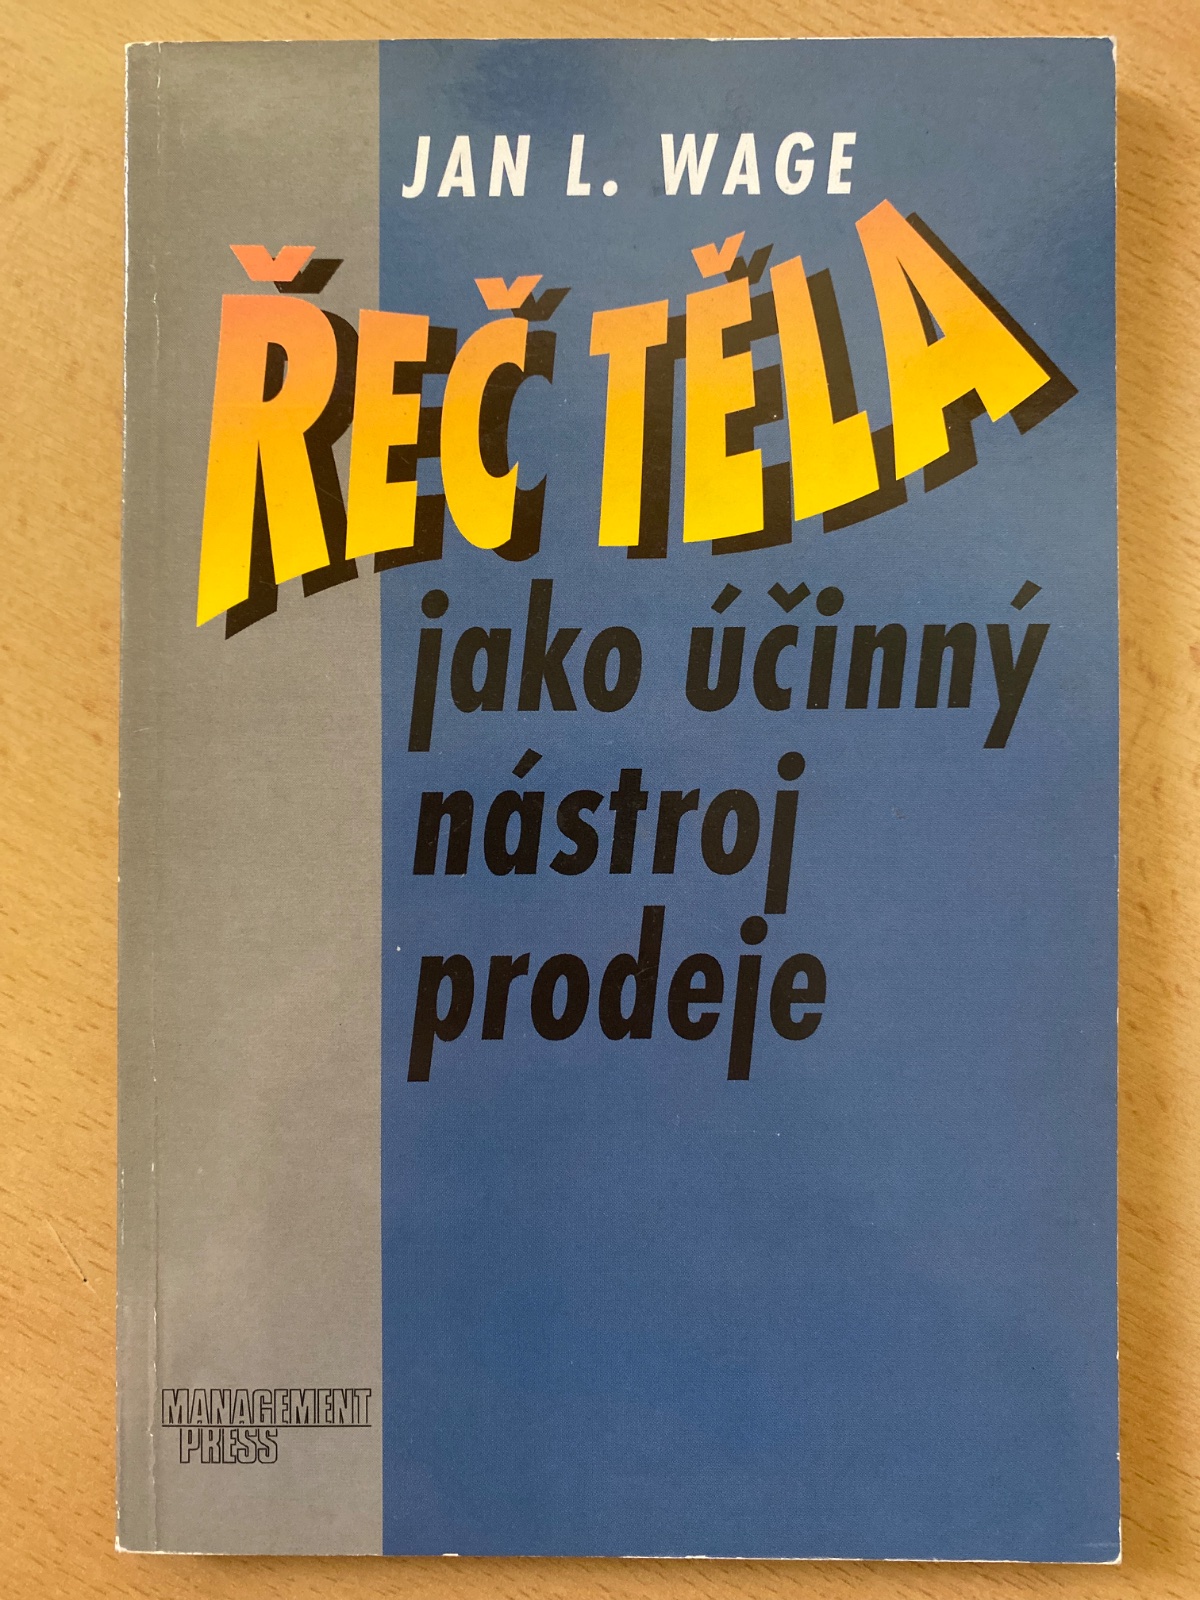 JAN L. WAGE
ŘEČ TĚLA
jako účinný
nástroj
prodeje
MANAGEMENT
PRESS